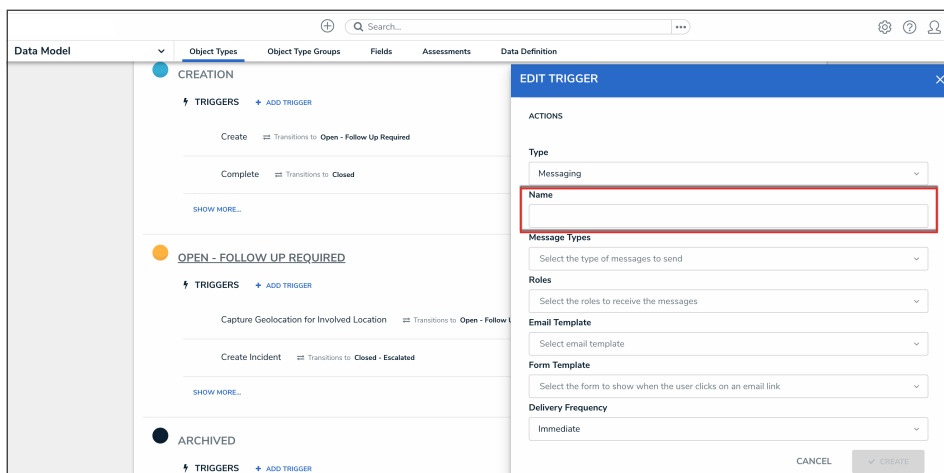 Search...
Data Model
Object Types
Object Type Groups
Fields
Assessments
Data Definition
CREATION
TRIGGERS + ADD TRIGGER
Create Transitions to Open - Follow Up Required
Complete Transitions to Closed
SHOW MORE...
OPEN - FOLLOW UP REQUIRED
TRIGGERS + ADD TRIGGER
Capture Geolocation for Involved Location Transitions to Open - Follow
Create Incident Transitions to Closed - Escalated
SHOW MORE...
ARCHIVED
TRIGGERS + ADD TRIGGER
EDIT TRIGGER
ACTIONS
Type
Messaging
Name
Message Types
Select the type of messages to send
Roles
Select the roles to receive the messages
Email Template
Select email template
Form Template
Select the form to show when the user clicks on an email link
Delivery Frequency
Immediate
CANCEL
CREATE